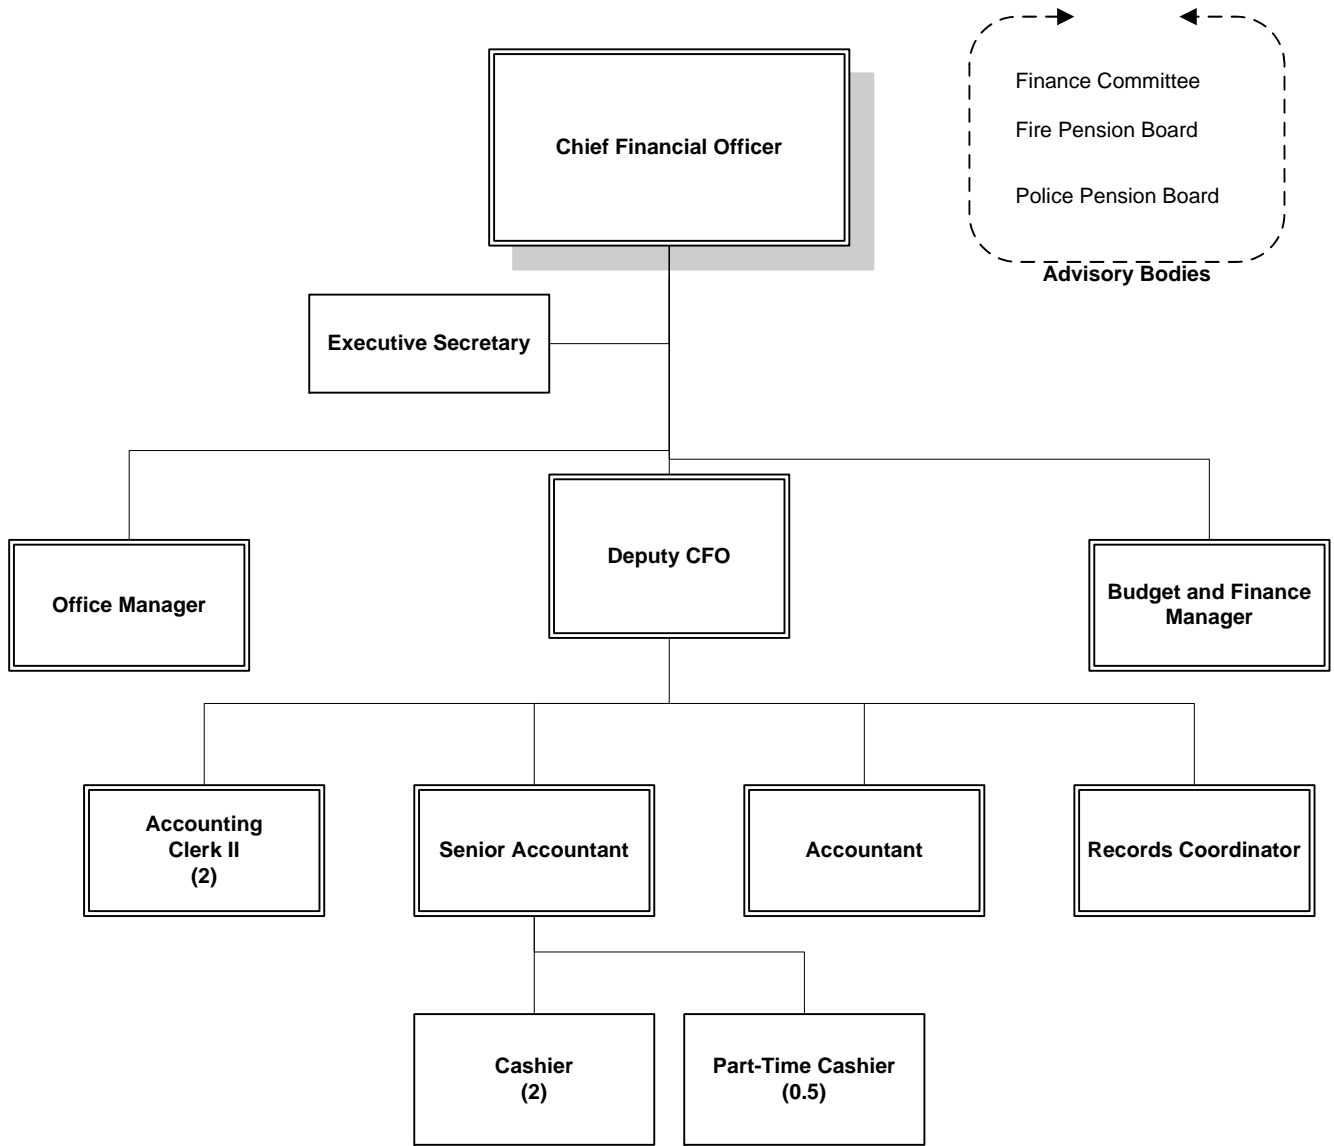 Chief Financial Officer
Finance Committee
Fire Pension Board
Police Pension Board
Advisory Bodies
Executive Secretary
Office Manager
Deputy CFO
Budget and Finance
Manager
Accounting
Clerk II
(2)
Senior Accountant
Accountant
Records Coordinator
Cashier
(2)
Part-Time Cashier
(0.5)